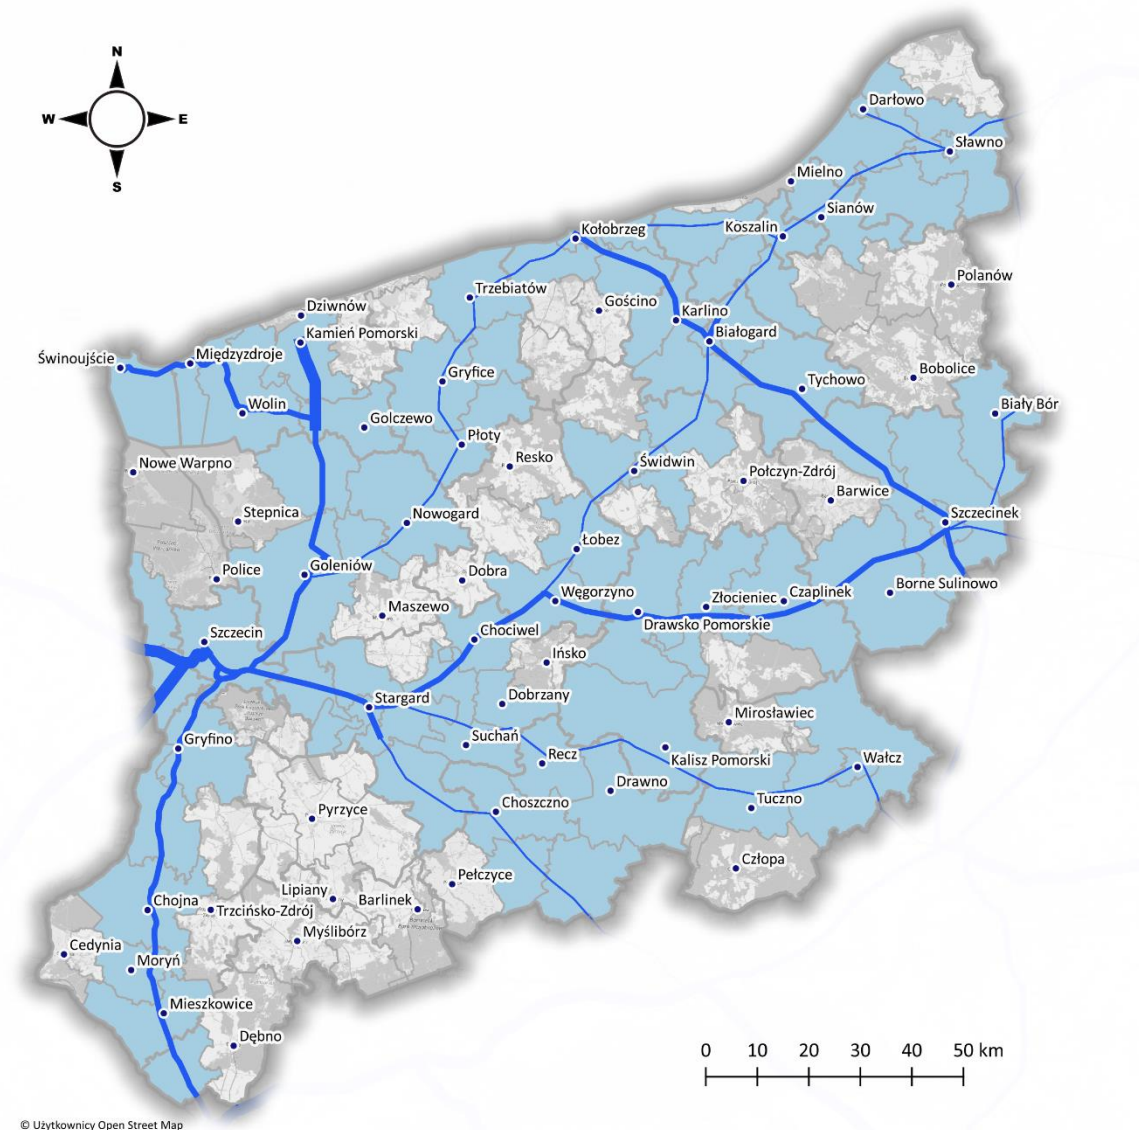 N
W E
S
Darłowo
Sławno
Mielno
Sianów
Kołobrzeg
Koszalin
Polanów
Trzebiatów
Gościno
Dziwnów
Karlino
Kamień Pomorski
Białogard
Świnoujście
Międzyzdroje
Bobolice
Gryfice
Tychowo
Wolin
Biały Bór
Golczewo
Płoty
Resko
Świdwin
Nowe Warpno
Połczyn-Zdrój
Barwice
Stepnica
Nowogard
Szczecinek
Łobez
Police
Goleniów
Dobra
Borne Sulinowo
Węgorzyno
Złocieniec
Czaplinek
Maszewo
Drawsko Pomorskie
Szczecin
Chociwel
Ińsko
Dobrzany
Stargard
Mirosławiec
Gryfino
Suchań
Recz
Kalisz Pomorski
Wałcz
Drawno
Tuczno
Choszczno
Pyrzyce
Człopa
Pełczyce
Lipiany
Barlinek
Chojna
Trzcińsko-Zdrój
Myślibórz
Cedynia
Moryń
Mieszkowice
Dębno
0 10 20 30 40 50 km
© Użytkownicy Open Street Map